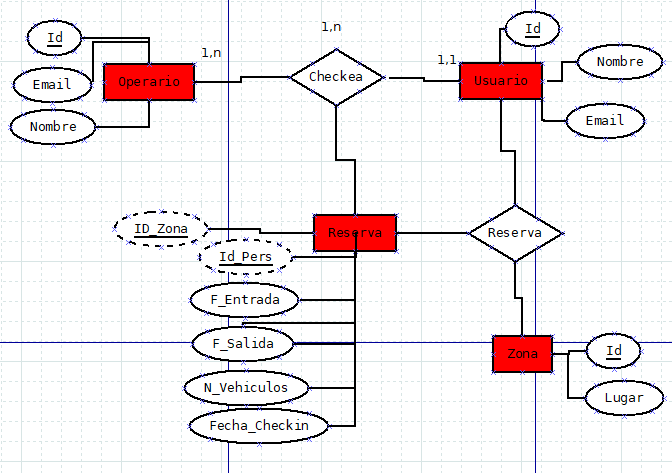 1,n
Id
Id
1,n
1,1
Nombre
Operario
Checkea
Usuario
Email
Nombre
Email
ID_Zona
Reserva
Reserva
Id_Pers
F_Entrada
F_Salida
Zona
Id
N_Vehiculos
Lugar
Fecha_Checkin